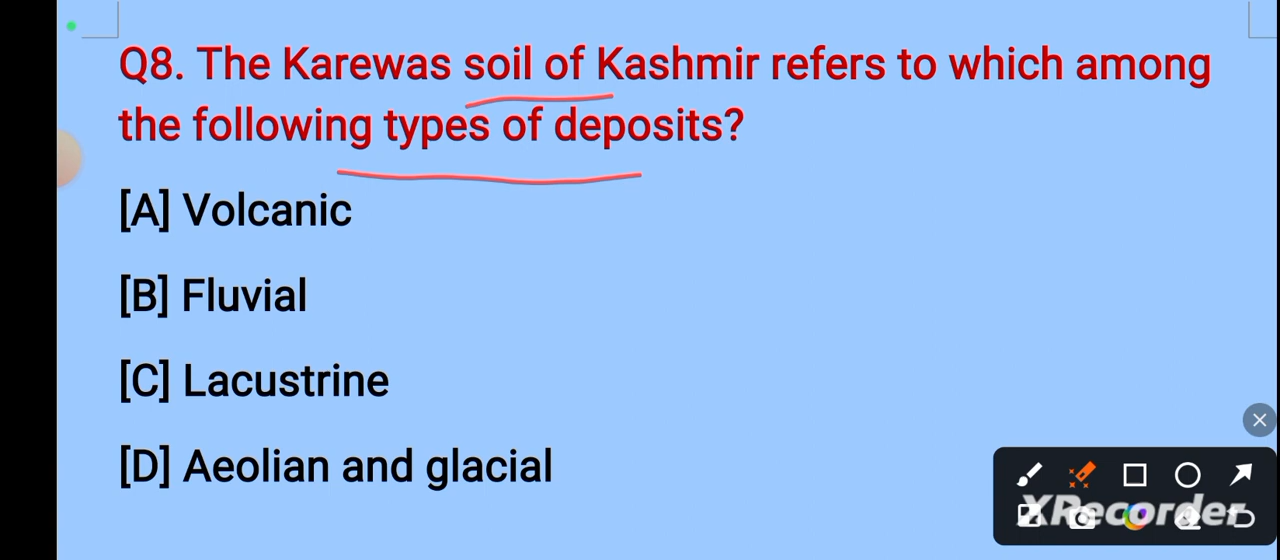 Q8. The Karewas soil of Kashmir refers to which among
the following types of deposits?
[A] Volcanic
[B] Fluvial
[C] Lacustrine
[D] Aeolian and glacial
XRecorder